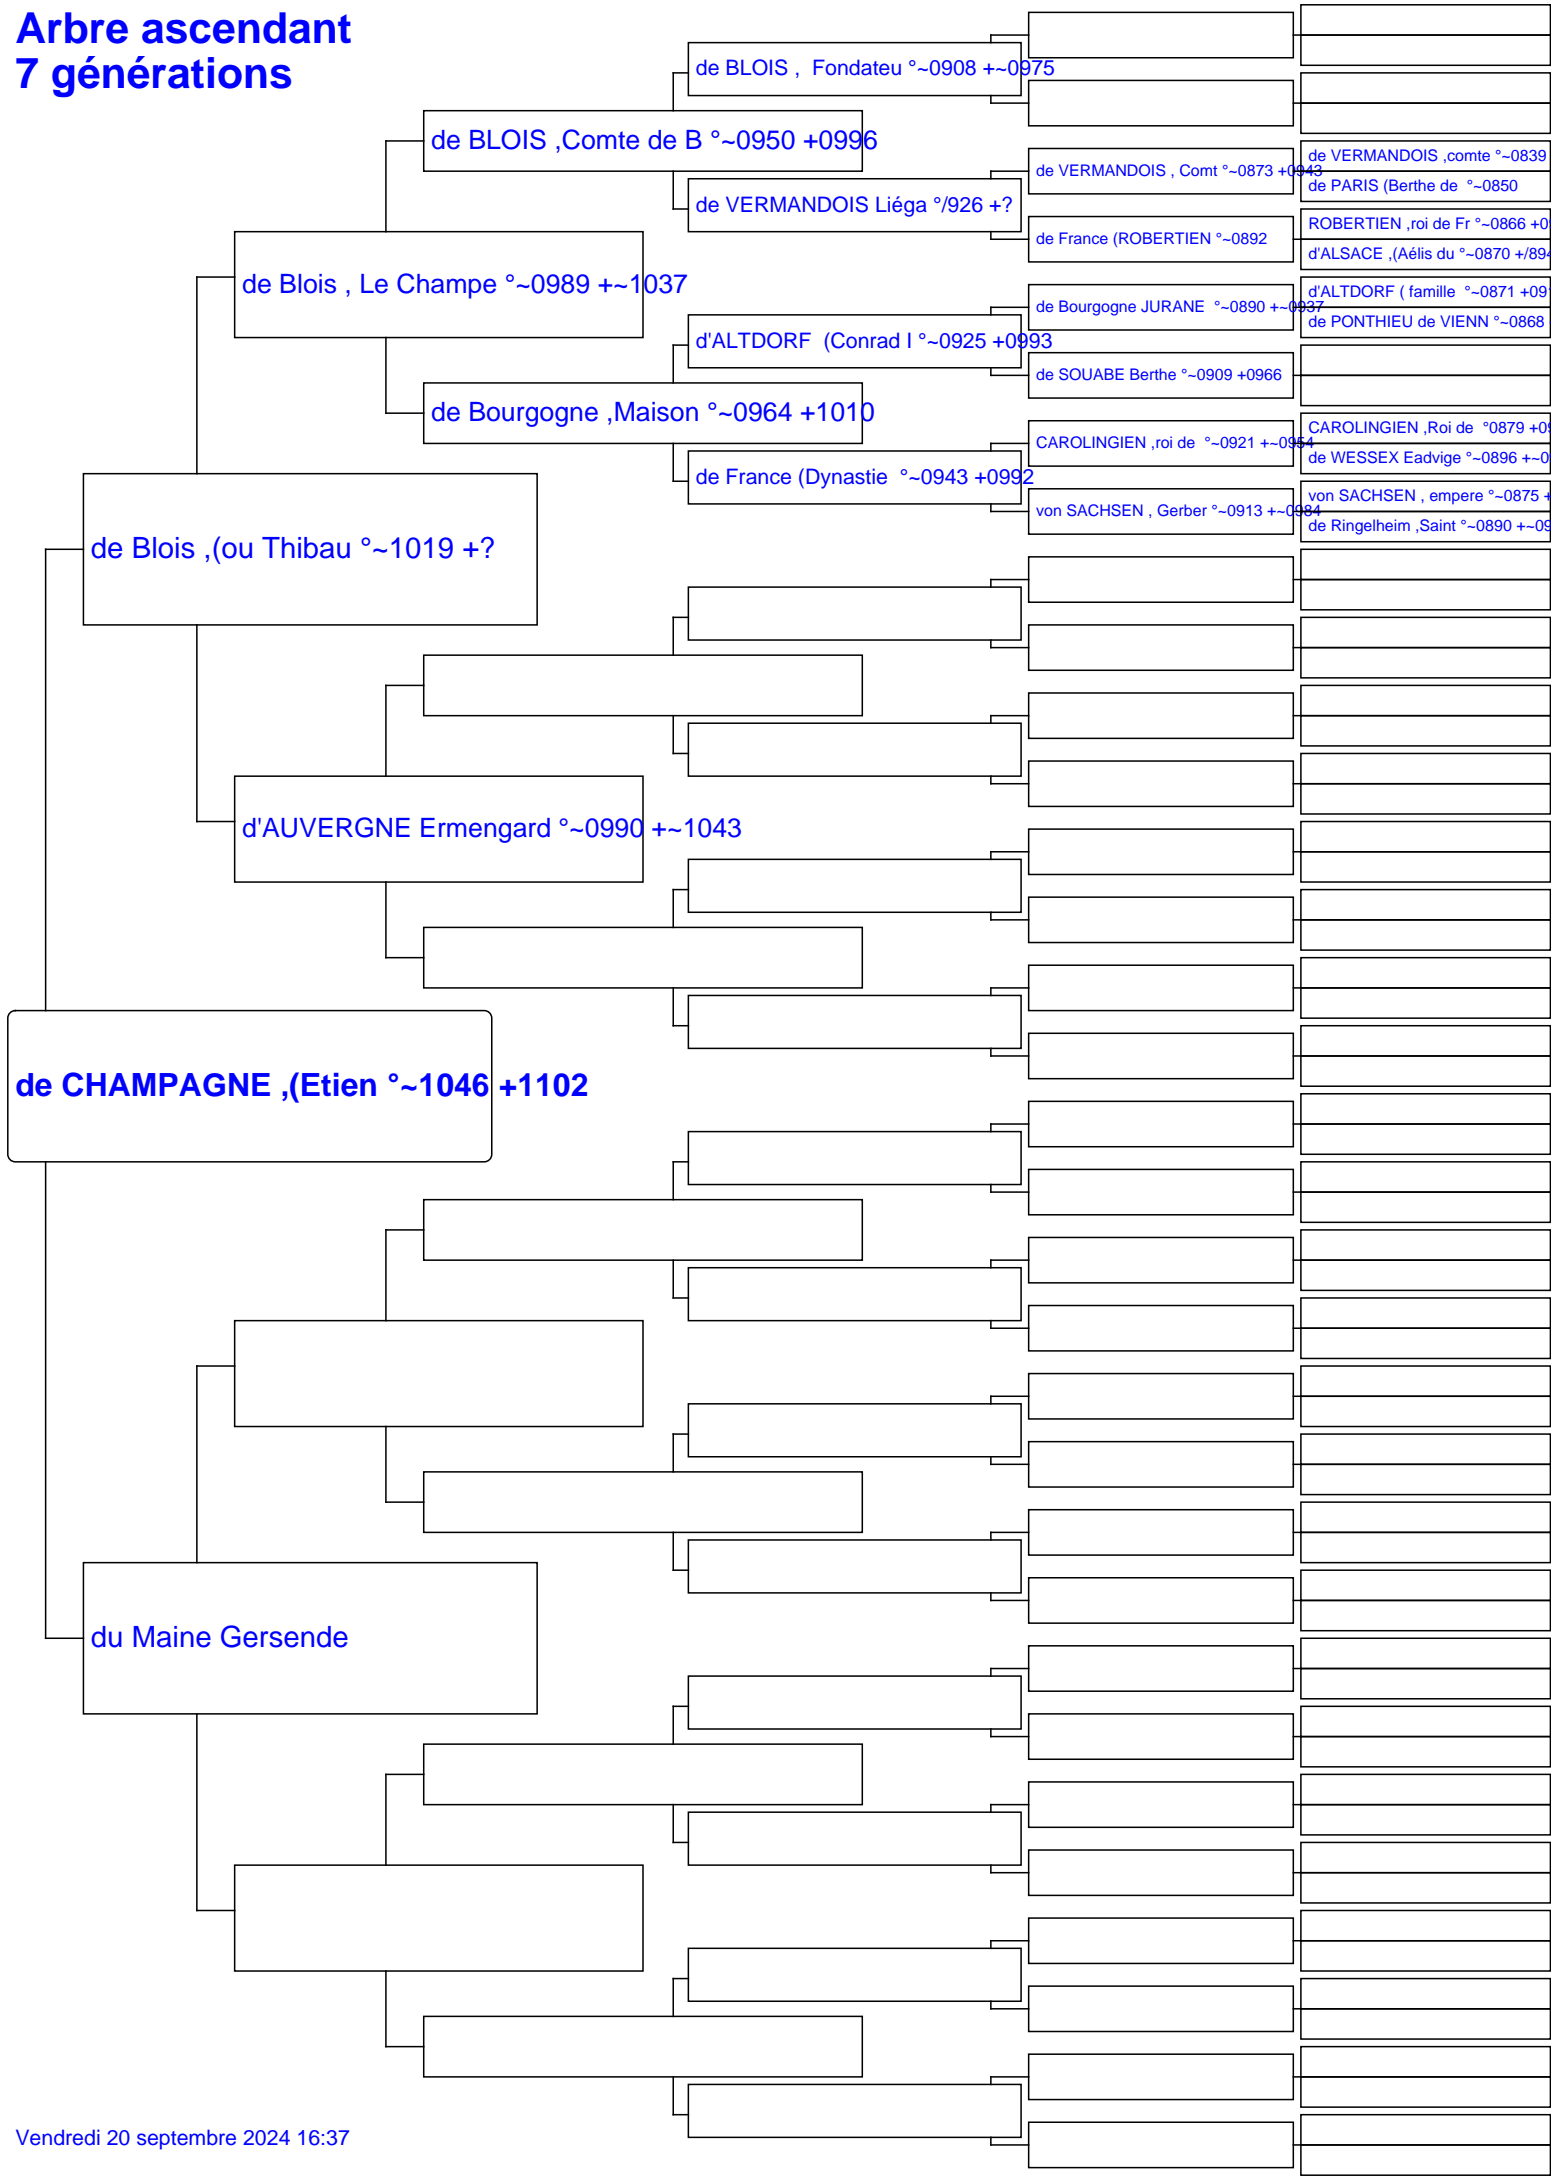 Arbre ascendant
7 générations
de BLOIS , Fondateu °~0908 +~0975
de BLOIS ,Comte de B °~0950 +0996
de VERMANDOIS ,comte °~0839
de VERMANDOIS , Comt °~0873 +0943
de PARIS (Berthe de °~0850
de VERMANDOIS Liéga °/926 +?
ROBERTIEN ,roi de Fr °~0866 +09
de France (ROBERTIEN °~0892
d'ALSACE ,(Aélis du °~0870 +/894
de Blois , Le Champe °~0989 +~1037
d'ALTDORF ( famille °~0871 +091
de Bourgogne JURANE °~0890 +~0937
de PONTHIEU de VIENN °~0868
d'ALTDORF (Conrad I °~0925 +0993
de SOUABE Berthe °~0909 +0966
de Bourgogne ,Maison °~0964 +1010
CAROLINGIEN ,Roi de °0879 +09
CAROLINGIEN ,roi de °~0921 +~0954
de WESSEX Eadvige °~0896 +~0
de France (Dynastie °~0943 +0992
von SACHSEN , empere °~0875 +
von SACHSEN , Gerber °~0913 +~0984
de Ringelheim ,Saint °~0890 +~09
de Blois ,(ou Thibau °~1019 +?
d'AUVERGNE Ermengard °~0990 +~1043
de CHAMPAGNE ,(Etien °~1046 +1102
du Maine Gersende
Vendredi 20 septembre 2024 16:37